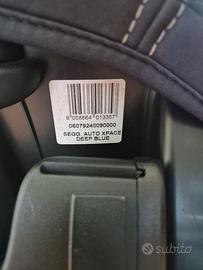 8 058664 013357
06079240090000
SEGG. AUTO XPACE
DEEP BLUE
subito